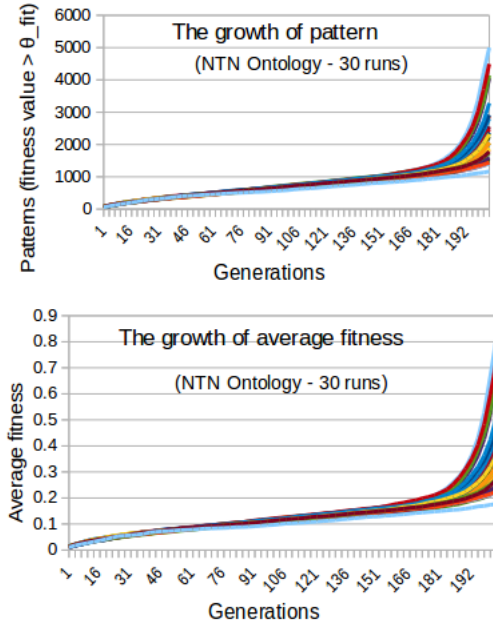 The growth of pattern
(NTN Ontology - 30 runs)
Patterns (fitness value > θ_fit)
6000
5000
4000
3000
2000
1000
0
1 16 31 46 61 76 91 106 121 136 151 166 181 192
Generations
The growth of average fitness
(NTN Ontology - 30 runs)
Average fitness
0.9
0.8
0.7
0.6
0.5
0.4
0.3
0.2
0.1
0
1 16 31 46 61 76 91 106 121 136 151 166 181 192
Generations